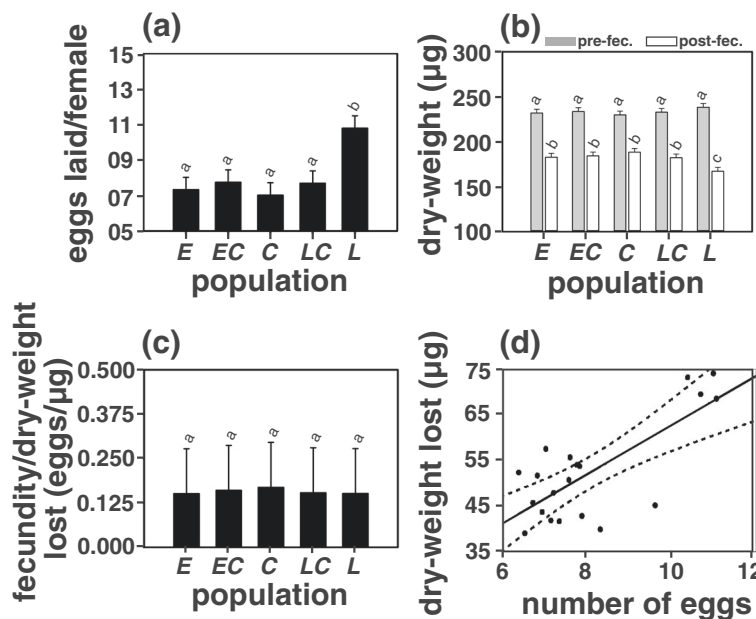 (a)
eggs laid/female
15
13
11
09
07
05
a
a
a
a
b
E EC C LC L
population
(b)
pre-fec. post-fec.
dry-weight (µg)
300
250
200
150
100
a b a b a b a b a c
E EC C LC L
population
(c)
fecundity/dry-weight
lost (eggs/µg)
0.500
0.375
0.250
0.125
0.000
a a a a a
E EC C LC L
population
(d)
dry-weight lost (µg)
75
65
55
45
35
6 8 10 12
number of eggs